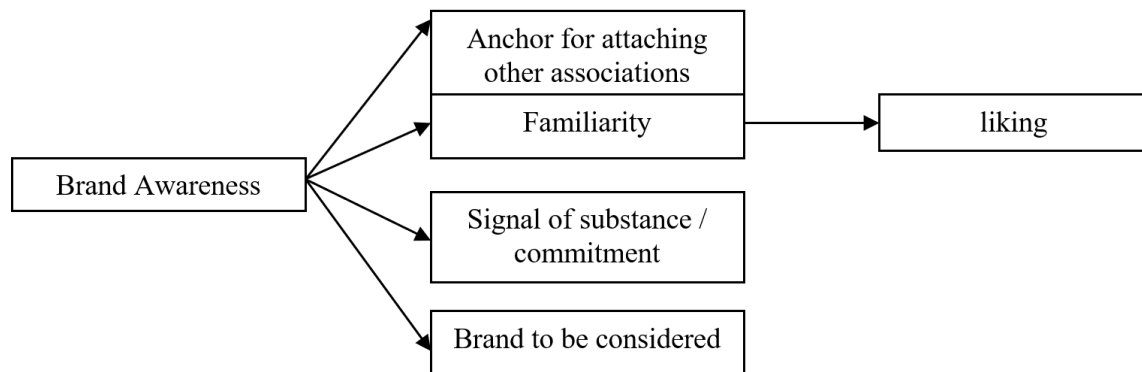 Anchor for attaching
other associations
Familiarity
liking
Brand Awareness
Signal of substance /
commitment
Brand to be considered